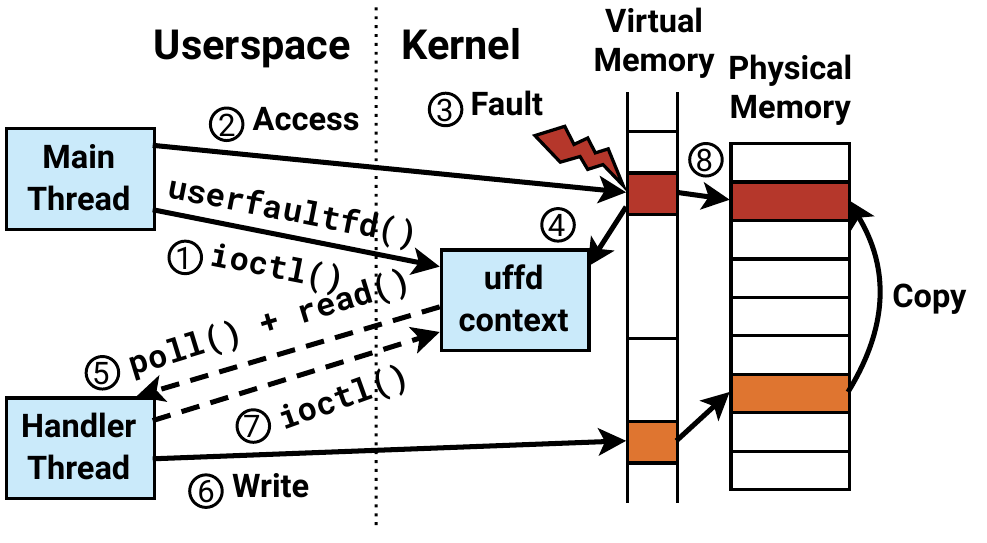 Userspace
Kernel
Virtual
Memory
Physical
Memory
② Access
③ Fault
Main
Thread
⑧
userfaultfd()
① ioctl()
④
uffd
context
Copy
⑤ poll() + read()
⑦ ioctl()
Handler
Thread
⑥ Write